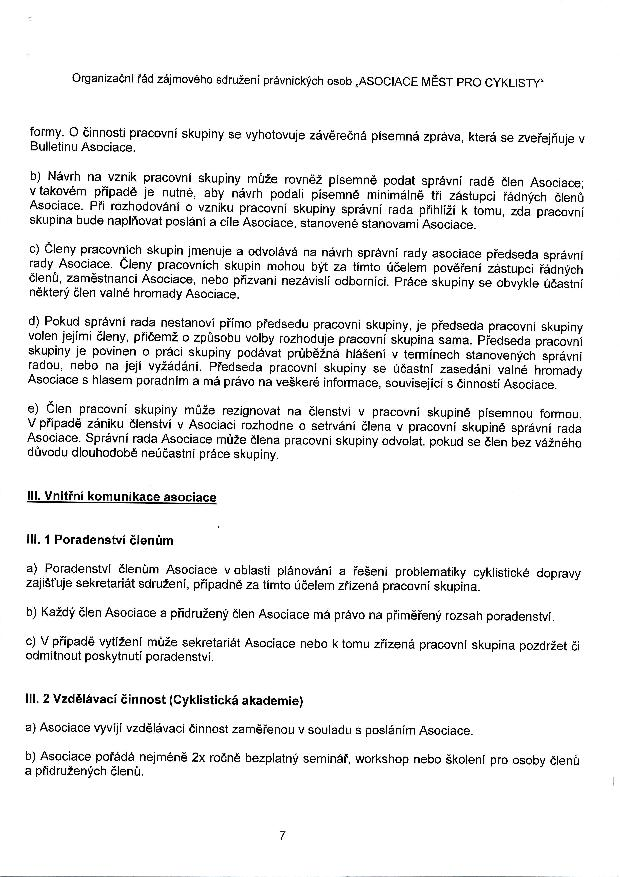 Organizační řád zájmového sdružení právnických osob „ASOCIACE MĚST PRO CYKLISTY“
formy. O činnosti pracovní skupiny se vyhotovuje závěrečná písemná zpráva, která se zveřejňuje v
Bulletinu Asociace.
b) Návrh na vznik pracovní skupiny může rovněž písemně podat správní radě člen Asociace;
v takovém případě je nutné, aby návrh podali písemně minimálně tři zástupci řádných členů
Asociace. Při rozhodování o vzniku pracovní skupiny správní rada přihlíží k tomu, zda pracovní
skupina bude naplňovat poslání a cíle Asociace, stanovené stanovami Asociace.
c) Členy pracovních skupin jmenuje a odvolává na návrh správní rady asociace předseda správní
rady Asociace. Členy pracovních skupin mohou být za tímto účelem pověření zástupci řádných
členů, zaměstnanci Asociace, nebo přizvaní nezávislí odborníci. Práce skupiny se obvykle účastní
některý člen valné hromady Asociace.
d) Pokud správní rada nestanoví přímo předsedu pracovní skupiny, je předseda pracovní skupiny
volen jejími členy, přičemž o způsobu volby rozhoduje pracovní skupina sama. Předseda pracovní
skupiny je povinen o práci skupiny podávat průběžná hlášení v termínech stanovených správní
radou, nebo na její vyžádání. Předseda pracovní skupiny se účastní zasedání valné hromady
Asociace s hlasem poradním a má právo na veškeré informace, související s činností Asociace.
e) Člen pracovní skupiny může rezignovat na členství v pracovní skupině písemnou formou.
V případě zániku členství v Asociaci rozhodne o setrvání člena v pracovní skupině správní rada
Asociace. Správní rada Asociace může člena pracovní skupiny odvolat, pokud se člen bez vážného
důvodu dlouhodobě neúčastní práce skupiny.
III. Vnitřní komunikace asociace
III. 1 Poradenství členům
a) Poradenství členům Asociace v oblasti plánování a řešení problematiky cyklistické dopravy
zajišťuje sekretariát sdružení, případně za tímto účelem zřízená pracovní skupina.
b) Každý člen Asociace a přidružený člen Asociace má právo na přiměřený rozsah poradenství.
c) V případě vytížení může sekretariát Asociace nebo k tomu zřízená pracovní skupina pozdržet či
odmítnout poskytnutí poradenství.
III. 2 Vzdělávací činnost (Cyklistická akademie)
a) Asociace vyvíjí vzdělávací činnost zaměřenou v souladu s posláním Asociace.
b) Asociace pořádá nejméně 2x ročně bezplatný seminář, workshop nebo školení pro osoby členů
a přidružených členů.
7